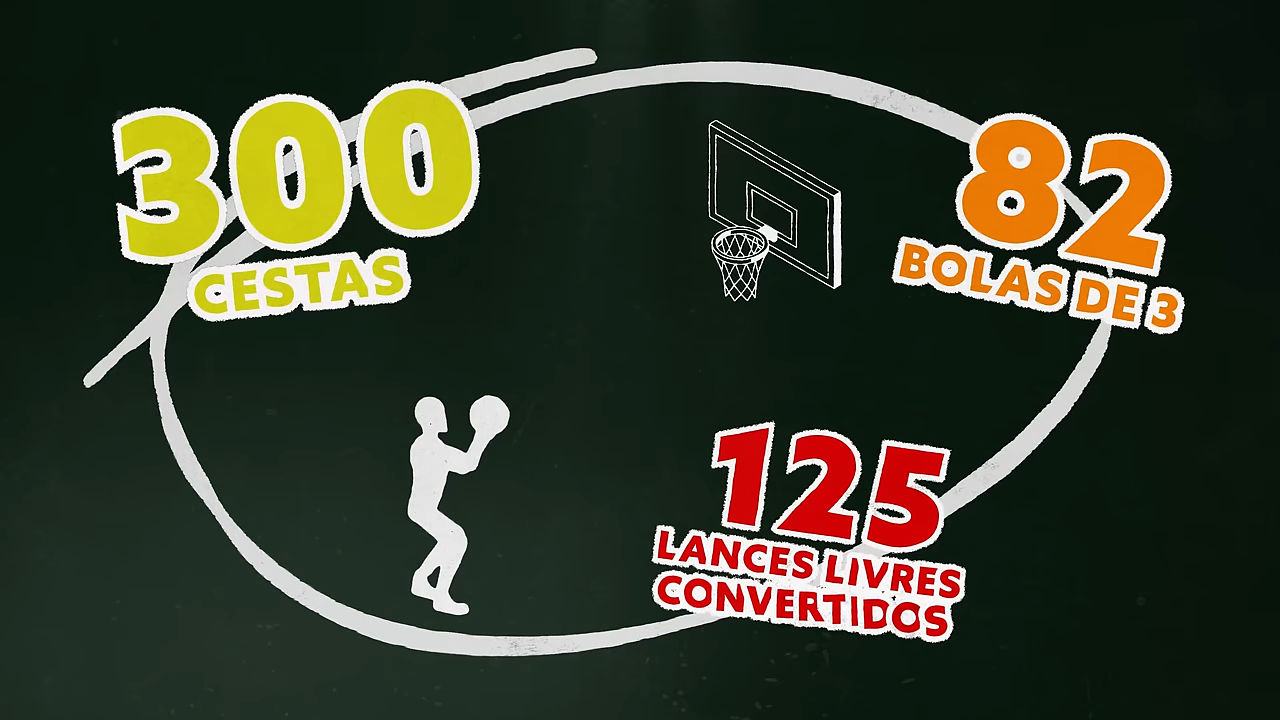 300
CESTAS
82
BOLAS DE 3
125
LANCES LIVRES
CONVERTIDOS